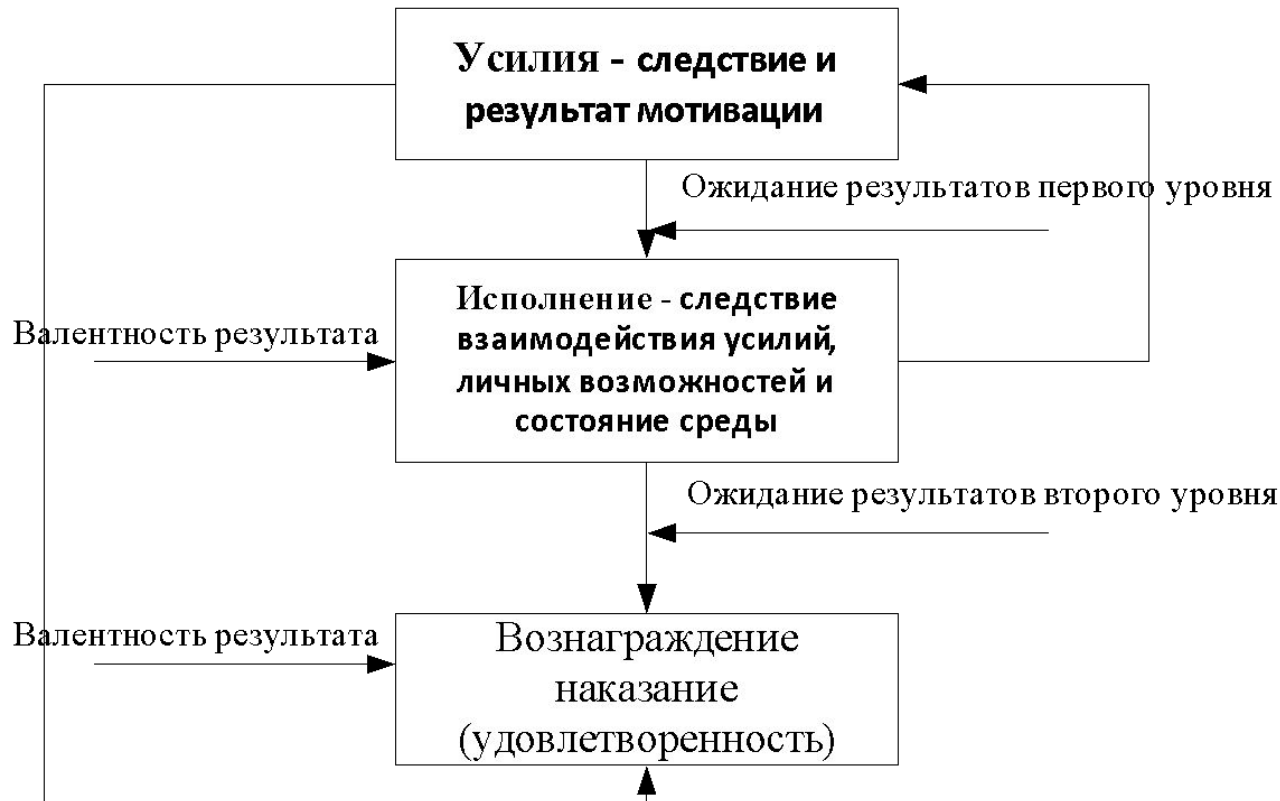 Усилия - следствие и
результат мотивации
Ожидание результатов первого уровня
Исполнение - следствие
взаимодействия усилий,
личных возможностей и
состояние среды
Валентность результата
Ожидание результатов второго уровня
Валентность результата
Вознаграждение
наказание
(удовлетворенность)